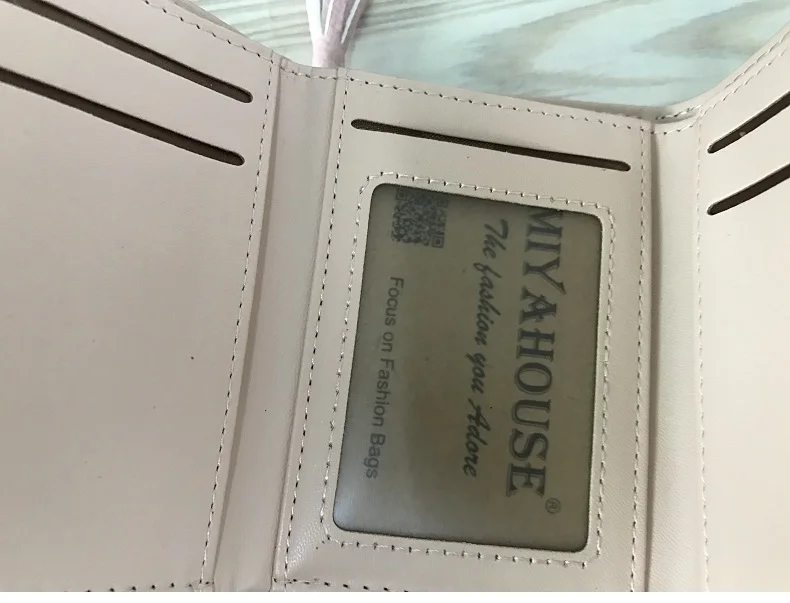 MIYAHOUSE®
The fashion you Adore
Focus on Fashion Bags